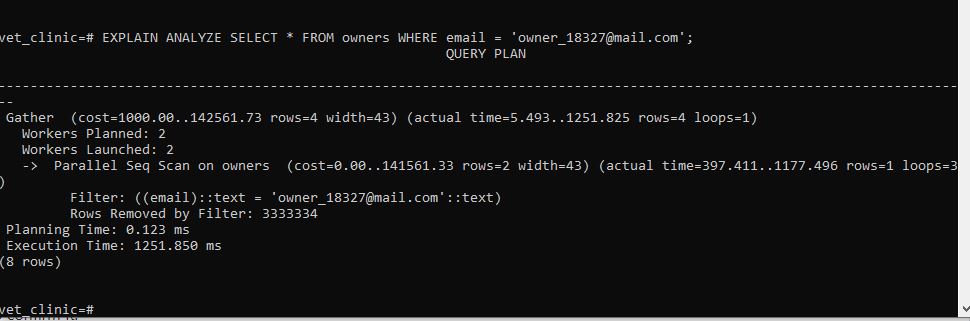 vet_clinic=# EXPLAIN ANALYZE SELECT * FROM owners WHERE email = 'owner_18327@mail.com';
QUERY PLAN
------------------------------------------------------------------------------------------------------------------------
--
Gather  (cost=1000.00..142561.73 rows=4 width=43) (actual time=5.493..1251.825 rows=4 loops=1)
Workers Planned: 2
Workers Launched: 2
->  Parallel Seq Scan on owners  (cost=0.00..141561.33 rows=2 width=43) (actual time=397.411..1177.496 rows=1 loops=3
)
Filter: ((email)::text = 'owner_18327@mail.com'::text)
Rows Removed by Filter: 3333334
Planning Time: 0.123 ms
Execution Time: 1251.850 ms
(8 rows)
vet_clinic=#